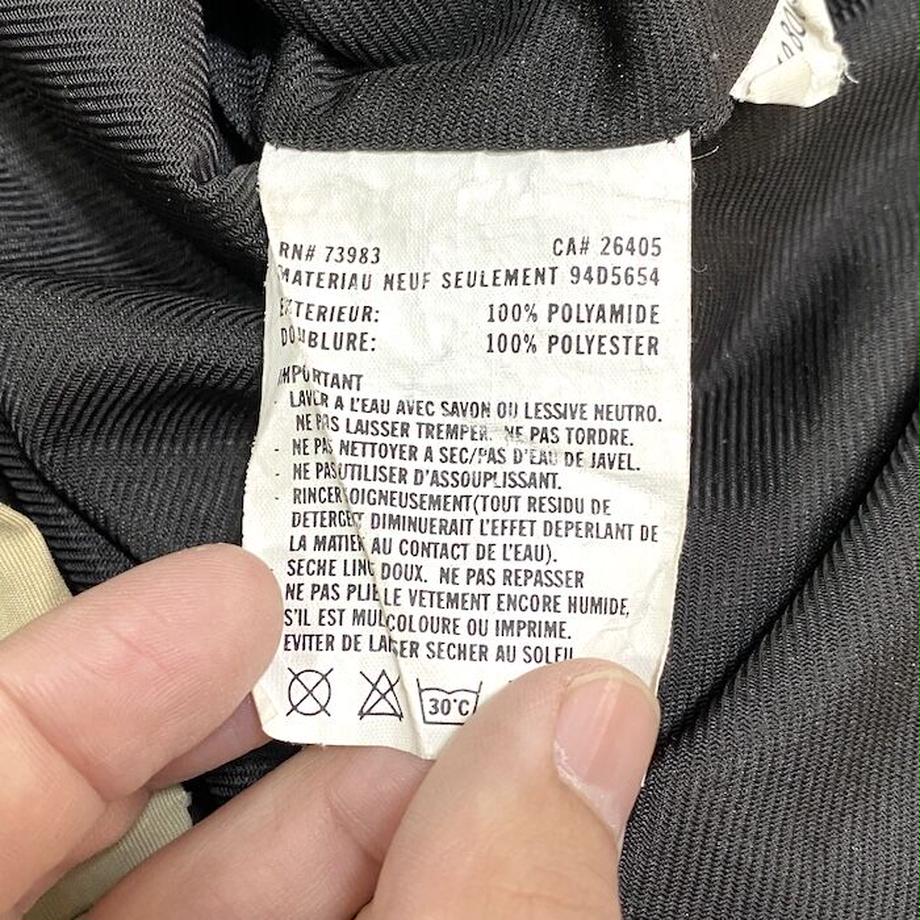 RN# 73983 CA# 26405
MATERIAU NEUF SEULEMENT 94D5654
EXTERIEUR: 100% POLYAMIDE
DOUBLURE: 100% POLYESTER
IMPORTANT
- LAVER A L'EAU AVEC SAVON OU LESSIVE NEUTRO.
NE PAS LAISSER TREMPER. NE PAS TORDRE.
- NE PAS NETTOYER A SEC/PAS D'EAU DE JAVEL.
- NE PAS UTILISER D'ASSOUPLISSANT.
- RINCER SOIGNEUSEMENT(TOUT RESIDU DE
DETERGENT DIMINUERAIT L'EFFET DEPERLANT DE
LA MATIERE AU CONTACT DE L'EAU).
- SECHE LINGE DOUX. NE PAS REPASSER
NE PAS PLIER LE VETEMENT ENCORE HUMIDE,
S'IL EST MULTICOLOURE OU IMPRIME.
EVITER DE LAISSER SECHER AU SOLEIL
30°C